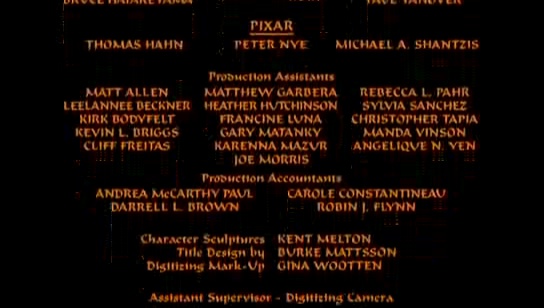 PIXAR
THOMAS HAHN PETER NYE MICHAEL A. SHANTZIS
Production Assistants
MATT ALLEN MATTHEW GARBERA REBECCA L. PAHR
LEELANNEE BECKNER HEATHER HUTCHINSON SYLVIA SANCHEZ
KIRK BODYFELT FRANCINE LUNA CHRISTOPHER TAPIA
KEVIN L. BRIGGS GARY MATANKY MANDA VINSON
CLIFF FREITAS KARENNA MAZUR ANGELIQUE N. YEN
JOE MORRIS
Production Accountants
ANDREA McCARTHY PAUL CAROLE CONSTANTINEAU
DARRELL L. BROWN ROBIN J. FLYNN
Character Sculptures KENT MELTON
Title Design by BURKE MATTSSON
Digitizing Mark-Up GINA WOOTTEN
Assistant Supervisor - Digitizing Camera